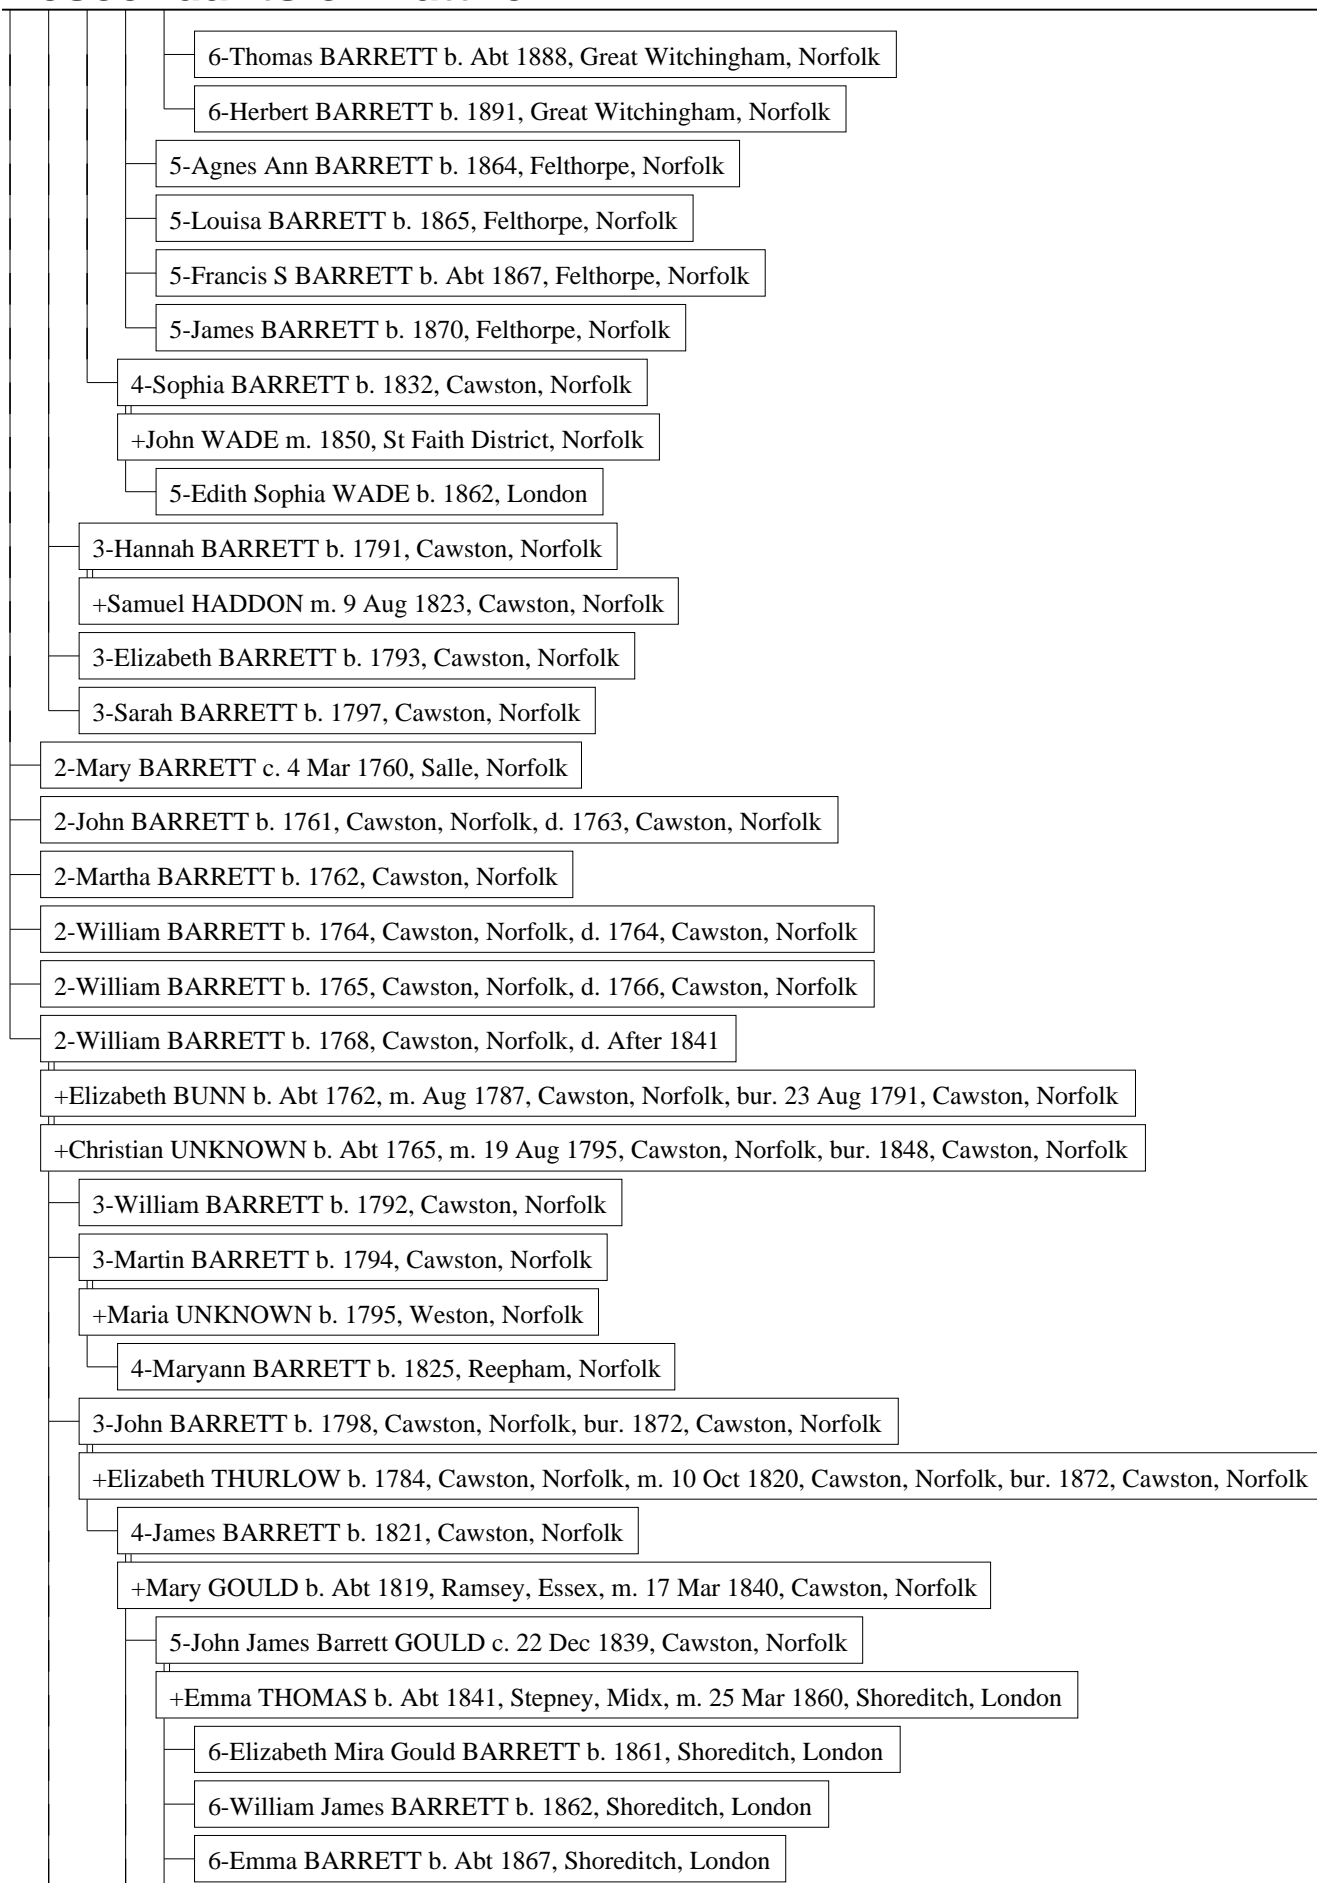 6-Thomas BARRETT b. Abt 1888, Great Witchingham, Norfolk
6-Herbert BARRETT b. 1891, Great Witchingham, Norfolk
5-Agnes Ann BARRETT b. 1864, Felthorpe, Norfolk
5-Louisa BARRETT b. 1865, Felthorpe, Norfolk
5-Francis S BARRETT b. Abt 1867, Felthorpe, Norfolk
5-James BARRETT b. 1870, Felthorpe, Norfolk
4-Sophia BARRETT b. 1832, Cawston, Norfolk
+John WADE m. 1850, St Faith District, Norfolk
5-Edith Sophia WADE b. 1862, London
3-Hannah BARRETT b. 1791, Cawston, Norfolk
+Samuel HADDON m. 9 Aug 1823, Cawston, Norfolk
3-Elizabeth BARRETT b. 1793, Cawston, Norfolk
3-Sarah BARRETT b. 1797, Cawston, Norfolk
2-Mary BARRETT c. 4 Mar 1760, Salle, Norfolk
2-John BARRETT b. 1761, Cawston, Norfolk, d. 1763, Cawston, Norfolk
2-Martha BARRETT b. 1762, Cawston, Norfolk
2-William BARRETT b. 1764, Cawston, Norfolk, d. 1764, Cawston, Norfolk
2-William BARRETT b. 1765, Cawston, Norfolk, d. 1766, Cawston, Norfolk
2-William BARRETT b. 1768, Cawston, Norfolk, d. After 1841
+Elizabeth BUNN b. Abt 1762, m. Aug 1787, Cawston, Norfolk, bur. 23 Aug 1791, Cawston, Norfolk
+Christian UNKNOWN b. Abt 1765, m. 19 Aug 1795, Cawston, Norfolk, bur. 1848, Cawston, Norfolk
3-William BARRETT b. 1792, Cawston, Norfolk
3-Martin BARRETT b. 1794, Cawston, Norfolk
+Maria UNKNOWN b. 1795, Weston, Norfolk
4-Maryann BARRETT b. 1825, Reepham, Norfolk
3-John BARRETT b. 1798, Cawston, Norfolk, bur. 1872, Cawston, Norfolk
+Elizabeth THURLOW b. 1784, Cawston, Norfolk, m. 10 Oct 1820, Cawston, Norfolk, bur. 1872, Cawston, Norfolk
4-James BARRETT b. 1821, Cawston, Norfolk
+Mary GOULD b. Abt 1819, Ramsey, Essex, m. 17 Mar 1840, Cawston, Norfolk
5-John James Barrett GOULD c. 22 Dec 1839, Cawston, Norfolk
+Emma THOMAS b. Abt 1841, Stepney, Midx, m. 25 Mar 1860, Shoreditch, London
6-Elizabeth Mira Gould BARRETT b. 1861, Shoreditch, London
6-William James BARRETT b. 1862, Shoreditch, London
6-Emma BARRETT b. Abt 1867, Shoreditch, London